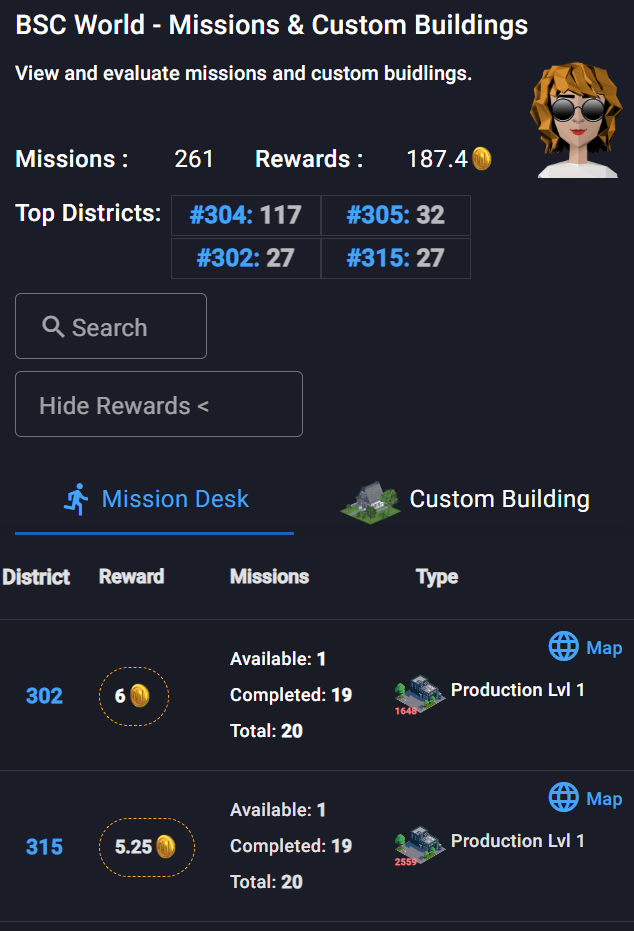 BSC World - Missions & Custom Buildings
View and evaluate missions and custom buidlings.
Missions : 261 Rewards : 187.4
Top Districts: #304: 117 #305: 32
#302: 27 #315: 27
Search
Hide Rewards <
Mission Desk Custom Building
District Reward Missions Type
Map
Available: 1
302 6 Completed: 19 1648 Production Lvl 1
Total: 20
Map
Available: 1
315 5.25 Completed: 19 2559 Production Lvl 1
Total: 20